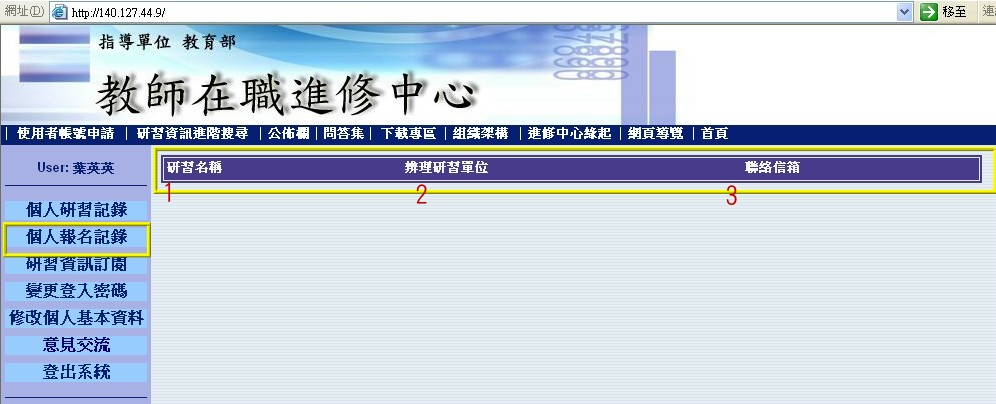 網址(D) http://140.127.44.9/ 移至 連
指導單位 教育部
教師在職進修中心
| 使用者帳號申請 | 研習資訊進階搜尋 | 公佈欄 | 問答集 | 下載專區 | 組織架構 | 進修中心緣起 | 網頁導覽 | 首頁
User: 葉英英
研習名稱 辦理研習單位 聯絡信箱
1 2 3
個人研習記錄
個人報名記錄
研習資訊訂閱
變更登入密碼
修改個人基本資料
意見交流
登出系統